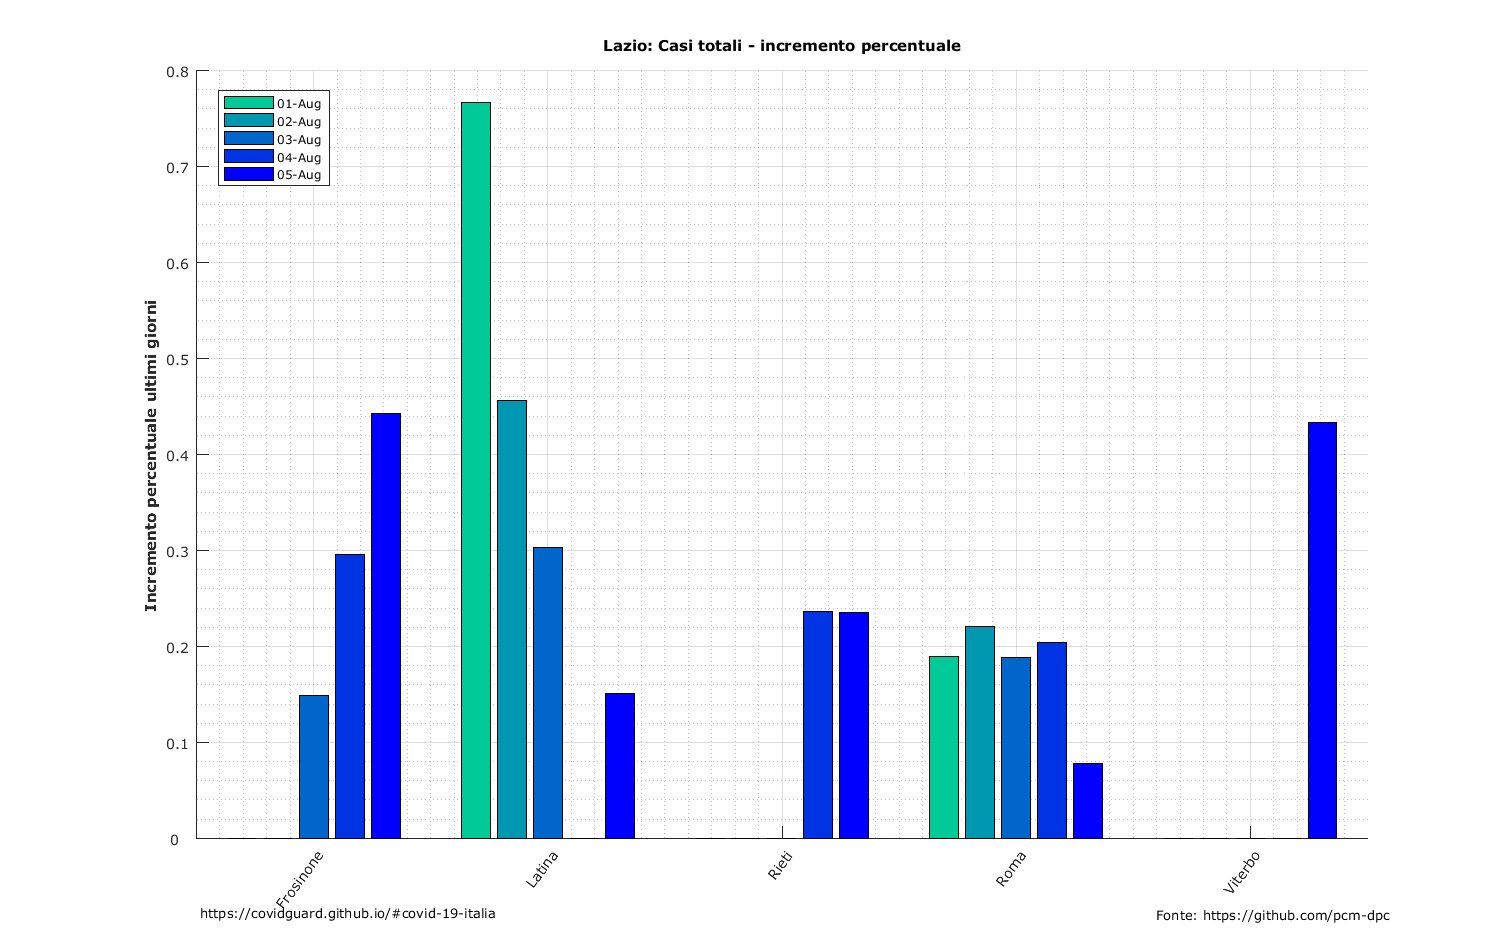 Lazio: Casi totali - incremento percentuale
Incremento percentuale ultimi giorni
0.8
0.7
0.6
0.5
0.4
0.3
0.2
0.1
0
01-Aug
02-Aug
03-Aug
04-Aug
05-Aug
Frosinone
Latina
Rieti
Roma
Viterbo
https://covidguard.github.io/#covid-19-italia
Fonte: https://github.com/pcm-dpc